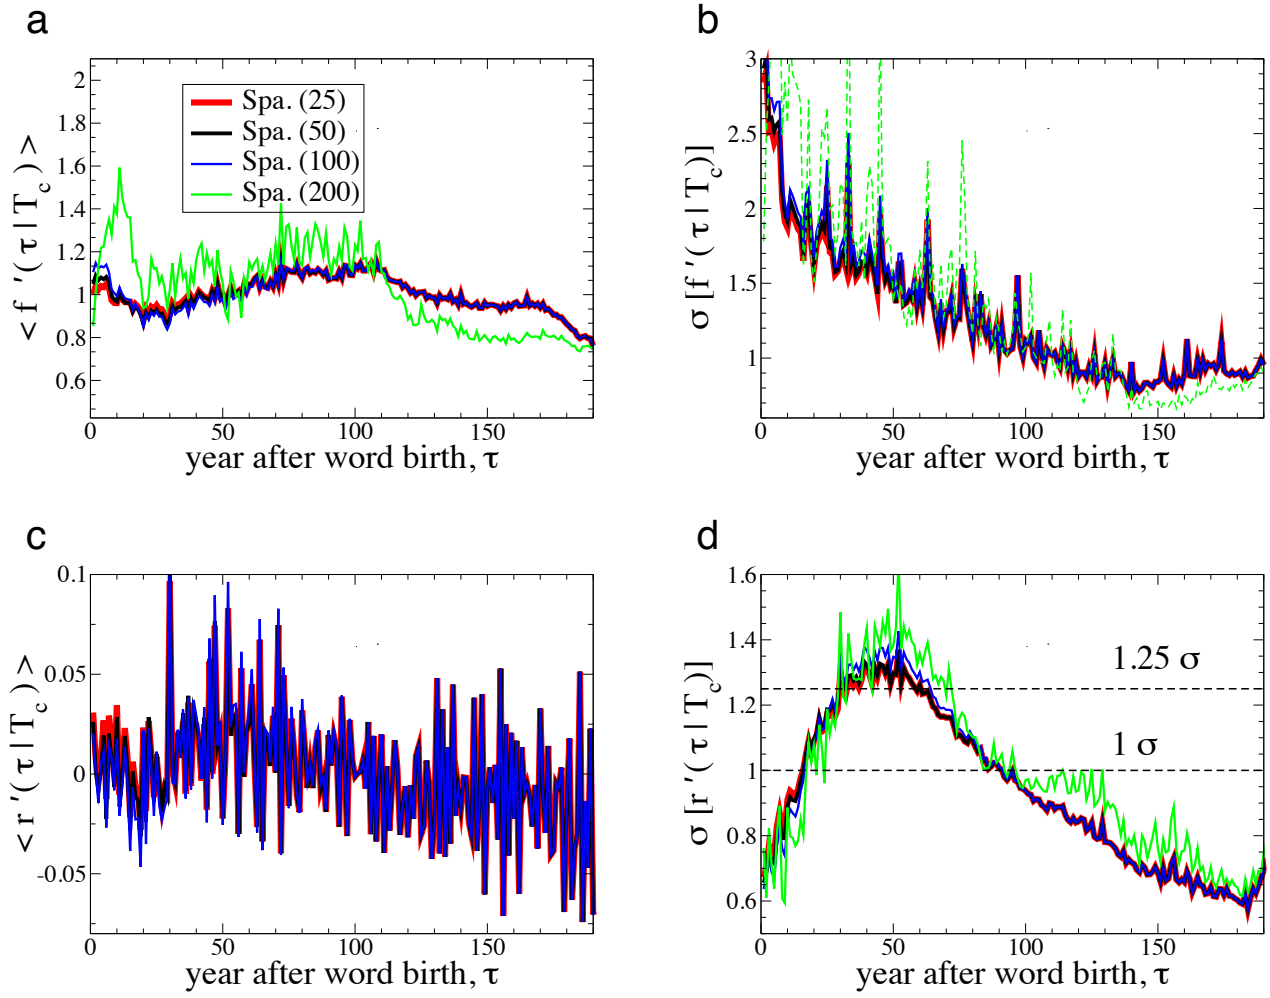 a
< f ′( τ | T_c ) >
2
1.8
1.6
1.4
1.2
1
0.8
0.6
Spa. (25)
Spa. (50)
Spa. (100)
Spa. (200)
0 50 100 150
year after word birth, τ
b
σ [f ′( τ | T_c)]
3
2.5
2
1.5
1
0 50 100 150
year after word birth, τ
c
< r ′( τ | T_c ) >
0.1
0.05
0
-0.05
0 50 100 150
year after word birth, τ
d
σ [r ′( τ | T_c)]
1.6
1.4
1.2
1
0.8
0.6
1.25 σ
1 σ
0 50 100 150
year after word birth, τ